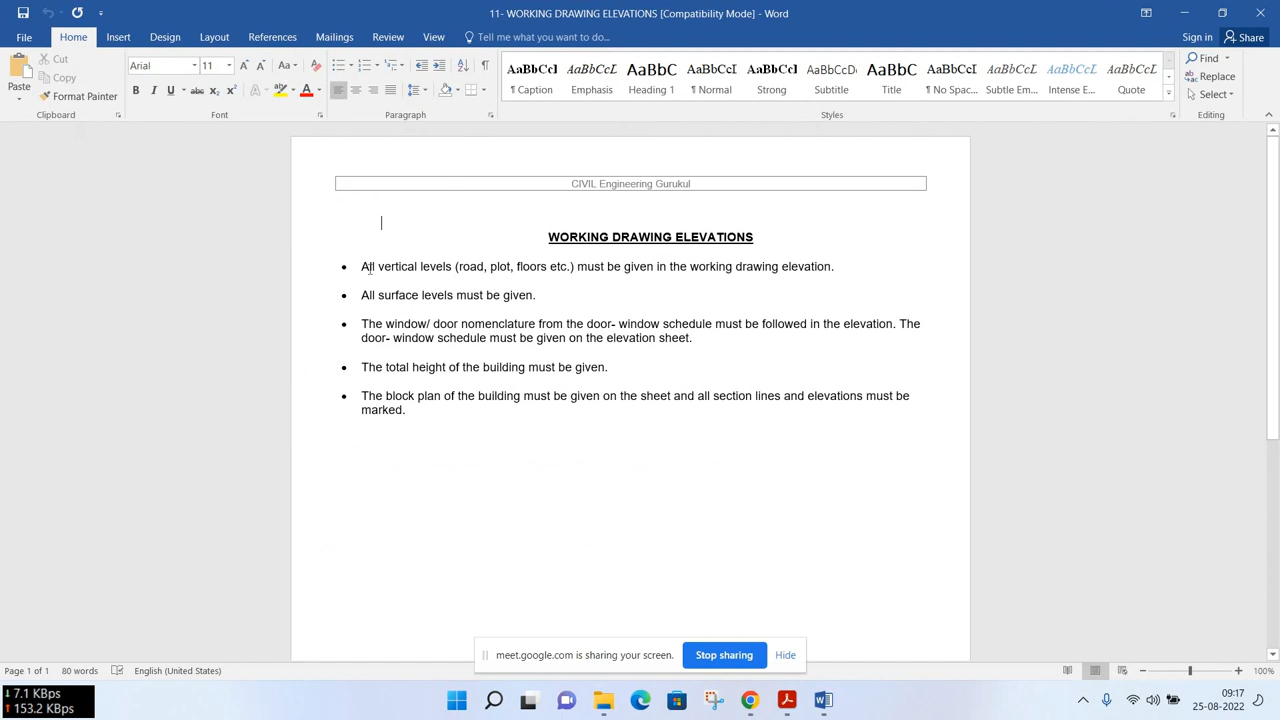 11- WORKING DRAWING ELEVATIONS [Compatibility Mode] - Word
File Home Insert Design Layout References Mailings Review View Tell me what you want to do... Sign in Share
Paste
Cut
Copy
Format Painter
Clipboard
Arial 11
Font
Paragraph
AaBbCcI AaBbCcL AaBbC AaBbCcI AaBbCcI AaBbCcD AaBbC AaBbCcI AaBbCcL AaBbCcL AaBbCcL
¶ Caption Emphasis Heading 1 ¶ Normal Strong Subtitle Title ¶ No Spac... Subtle Em... Intense E... Quote
Styles
Find
Replace
Select
Editing
CIVIL Engineering Gurukul
WORKING DRAWING ELEVATIONS
• All vertical levels (road, plot, floors etc.) must be given in the working drawing elevation.
• All surface levels must be given.
• The window/ door nomenclature from the door- window schedule must be followed in the elevation. The
door- window schedule must be given on the elevation sheet.
• The total height of the building must be given.
• The block plan of the building must be given on the sheet and all section lines and elevations must be
marked.
meet.google.com is sharing your screen. Stop sharing Hide
Page 1 of 1 80 words English (United States) 100%
7.1 KBps
153.2 KBps
09:17
25-08-2022